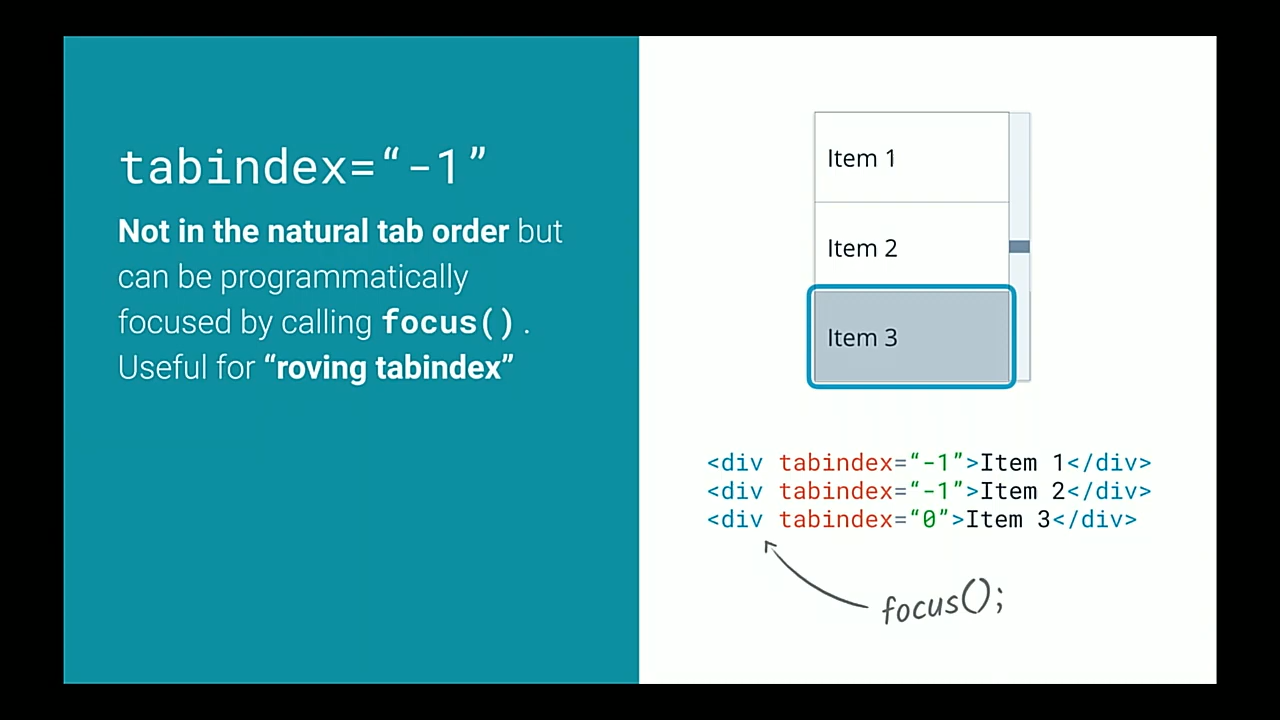 tabindex=“-1”
Not in the natural tab order but
can be programmatically
focused by calling focus() .
Useful for “roving tabindex”
Item 1
Item 2
Item 3
<div tabindex=“-1”>Item 1</div>
<div tabindex=“-1”>Item 2</div>
<div tabindex=“0”>Item 3</div>
focus();